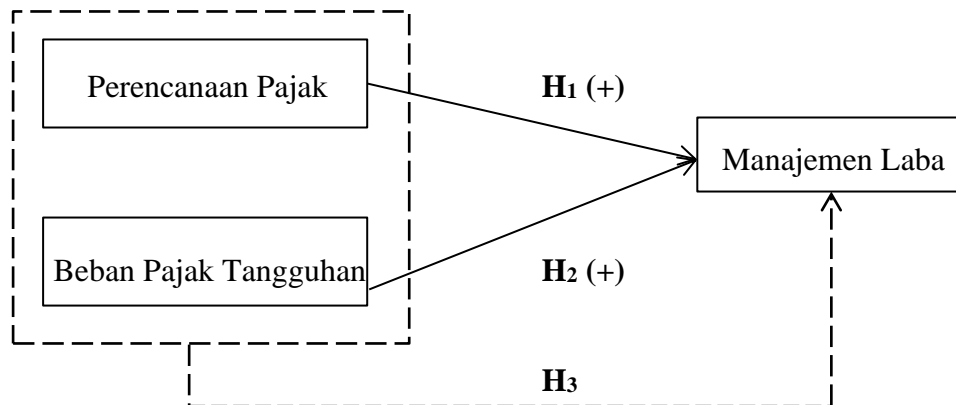 Perencanaan Pajak
H1 (+)
Manajemen Laba
Beban Pajak Tangguhan
H2 (+)
H3